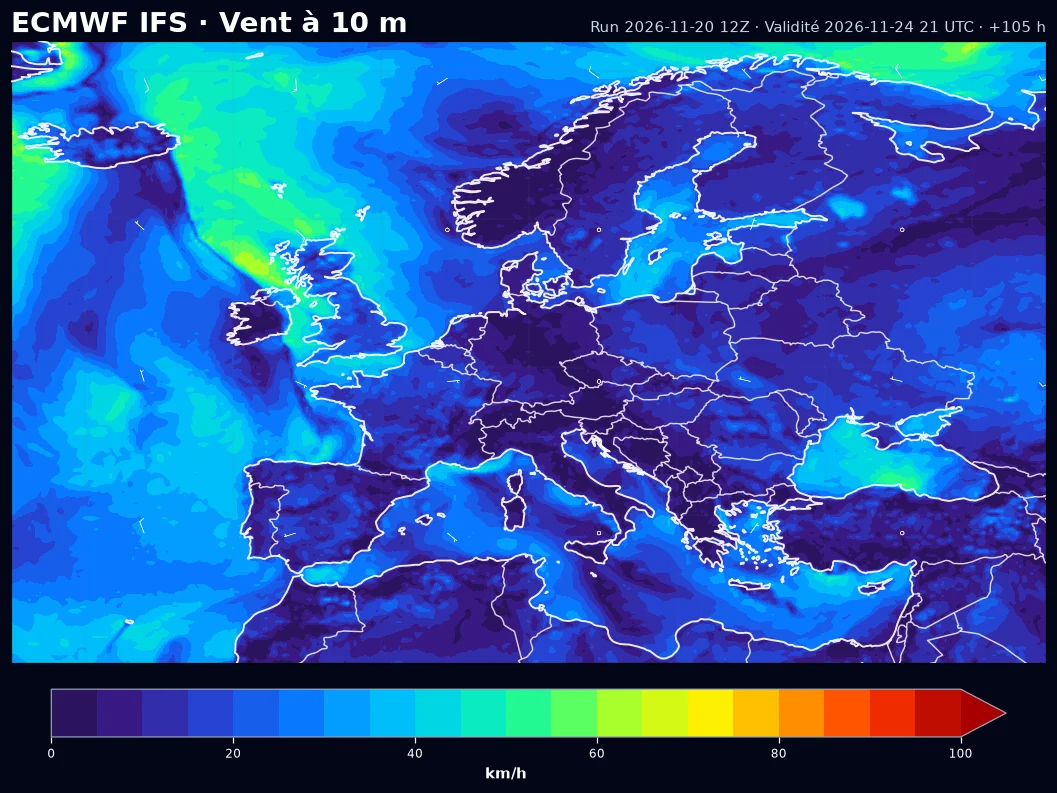 ECMWF IFS · Vent à 10 m
Run 2026-11-20 12Z · Validité 2026-11-24 21 UTC · +105 h
0 20 40 60 80 100
km/h